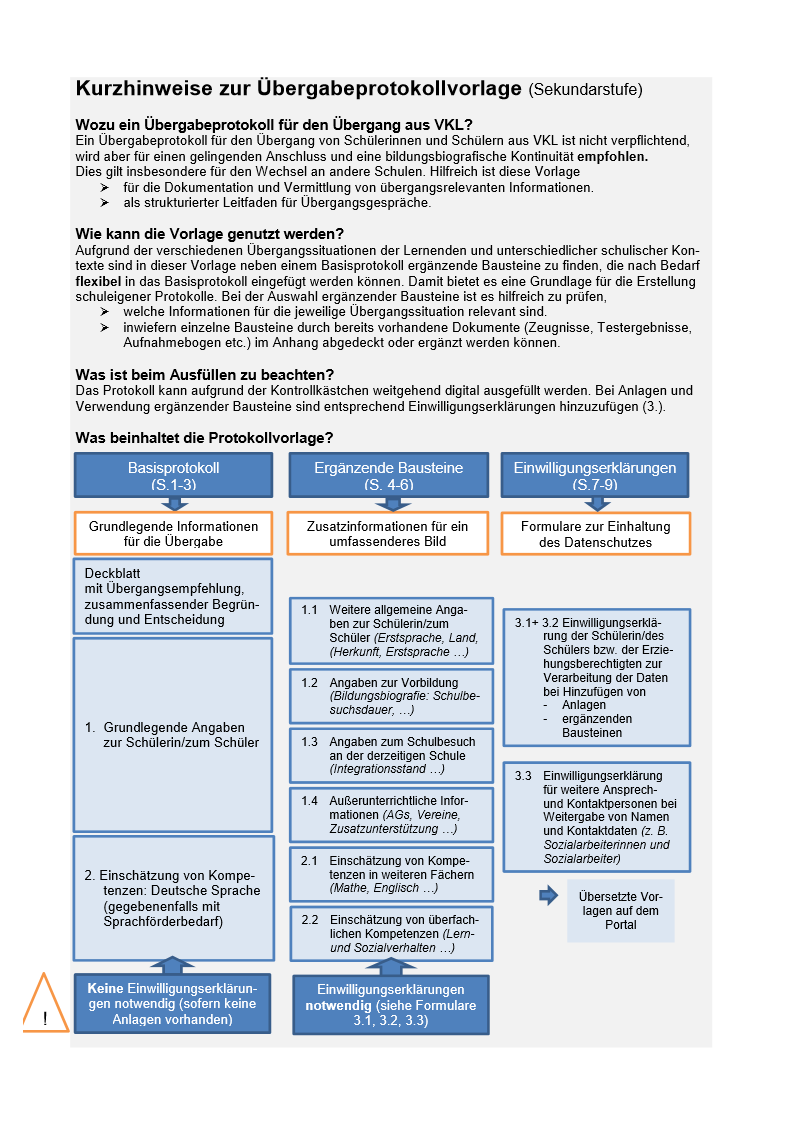 Kurzhinweise zur Übergabeprotokollvorlage (Sekundarstufe)
Wozu ein Übergabeprotokoll für den Übergang aus VKL?
Ein Übergabeprotokoll für den Übergang von Schülerinnen und Schülern aus VKL ist nicht verpflichtend,
wird aber für einen gelingenden Anschluss und eine bildungsbiografische Kontinuität empfohlen.
Dies gilt insbesondere für den Wechsel an andere Schulen. Hilfreich ist diese Vorlage
➢ für die Dokumentation und Vermittlung von übergangsrelevanten Informationen.
➢ als strukturierter Leitfaden für Übergangsgespräche.
Wie kann die Vorlage genutzt werden?
Aufgrund der verschiedenen Übergangssituationen der Lernenden und unterschiedlicher schulischer Kon-
texte sind in dieser Vorlage neben einem Basisprotokoll ergänzende Bausteine zu finden, die nach Bedarf
flexibel in das Basisprotokoll eingefügt werden können. Damit bietet es eine Grundlage für die Erstellung
schuleigener Protokolle. Bei der Auswahl ergänzender Bausteine ist es hilfreich zu prüfen,
➢ welche Informationen für die jeweilige Übergangssituation relevant sind.
➢ inwiefern einzelne Bausteine durch bereits vorhandene Dokumente (Zeugnisse, Testergebnisse,
Aufnahmebogen etc.) im Anhang abgedeckt oder ergänzt werden können.
Was ist beim Ausfüllen zu beachten?
Das Protokoll kann aufgrund der Kontrollkästchen weitgehend digital ausgefüllt werden. Bei Anlagen und
Verwendung ergänzender Bausteine sind entsprechend Einwilligungserklärungen hinzuzufügen (3.).
Was beinhaltet die Protokollvorlage?
Basisprotokoll
(S.1-3)
Grundlegende Informationen
für die Übergabe
Deckblatt
mit Übergangsempfehlung,
zusammenfassender Begrün-
dung und Entscheidung
1. Grundlegende Angaben
zur Schülerin/zum Schüler
2. Einschätzung von Kompe-
tenzen: Deutsche Sprache
(gegebenenfalls mit
Sprachförderbedarf)
Keine Einwilligungserklärun-
gen notwendig (sofern keine
Anlagen vorhanden)
!
Ergänzende Bausteine
(S. 4-6)
Zusatzinformationen für ein
umfassenderes Bild
1.1 Weitere allgemeine Anga-
ben zur Schülerin/zum
Schüler (Erstsprache, Land,
(Herkunft, Erstsprache …)
1.2 Angaben zur Vorbildung
(Bildungsbiografie: Schulbe-
suchsdauer, …)
1.3 Angaben zum Schulbesuch
an der derzeitigen Schule
(Integrationsstand …)
1.4 Außerunterrichtliche Infor-
mationen (AGs, Vereine,
Zusatzunterstützung …)
2.1 Einschätzung von Kompe-
tenzen in weiteren Fächern
(Mathe, Englisch …)
2.2 Einschätzung von überfach-
lichen Kompetenzen (Lern-
und Sozialverhalten …)
Einwilligungserklärungen
notwendig (siehe Formulare
3.1, 3.2, 3.3)
Einwilligungserklärungen
(S.7-9)
Formulare zur Einhaltung
des Datenschutzes
3.1+ 3.2 Einwilligungserklä-
rung der Schülerin/des
Schülers bzw. der Erzie-
hungsberechtigten zur
Verarbeitung der Daten
bei Hinzufügen von
- Anlagen
- ergänzenden
Bausteinen
3.3 Einwilligungserklärung
für weitere Ansprech-
und Kontaktpersonen bei
Weitergabe von Namen
und Kontaktdaten (z. B.
Sozialarbeiterinnen und
Sozialarbeiter)
Übersetzte Vor-
lagen auf dem
Portal